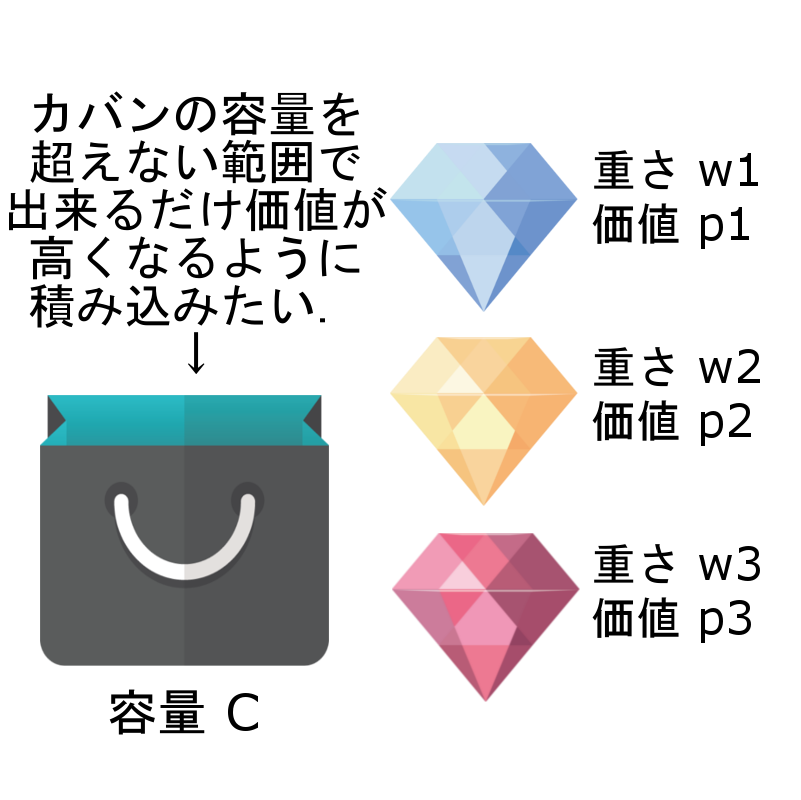 カバンの容量を
超えない範囲で
出来るだけ価値が
高くなるように
積み込みたい.
↓
容量 C
重さ w1
価値 p1
重さ w2
価値 p2
重さ w3
価値 p3